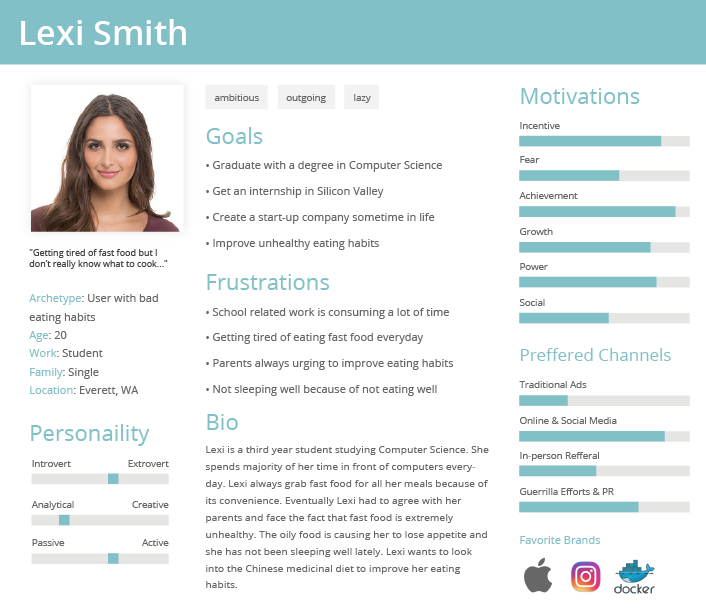 Lexi Smith
"Getting tired of fast food but I
don't really know what to cook..."
Archetype: User with bad
eating habits
Age: 20
Work: Student
Family: Single
Location: Everett, WA
Personaility
Introvert Extrovert
Analytical Creative
Passive Active
ambitious outgoing lazy
Goals
• Graduate with a degree in Computer Science
• Get an internship in Silicon Valley
• Create a start-up company sometime in life
• Improve unhealthy eating habits
Frustrations
• School related work is consuming a lot of time
• Getting tired of eating fast food everyday
• Parents always urging to improve eating habits
• Not sleeping well because of not eating well
Bio
Lexi is a third year student studying Computer Science. She
spends majority of her time in front of computers every-
day. Lexi always grab fast food for all her meals because of
its convenience. Eventually Lexi had to agree with her
parents and face the fact that fast food is extremely
unhealthy. The oily food is causing her to lose appetite and
she has not been sleeping well lately. Lexi wants to look
into the Chinese medicinal diet to improve her eating
habits.
Motivations
Incentive
Fear
Achievement
Growth
Power
Social
Preffered Channels
Traditional Ads
Online & Social Media
In-person Refferal
Guerrilla Efforts & PR
Favorite Brands
docker